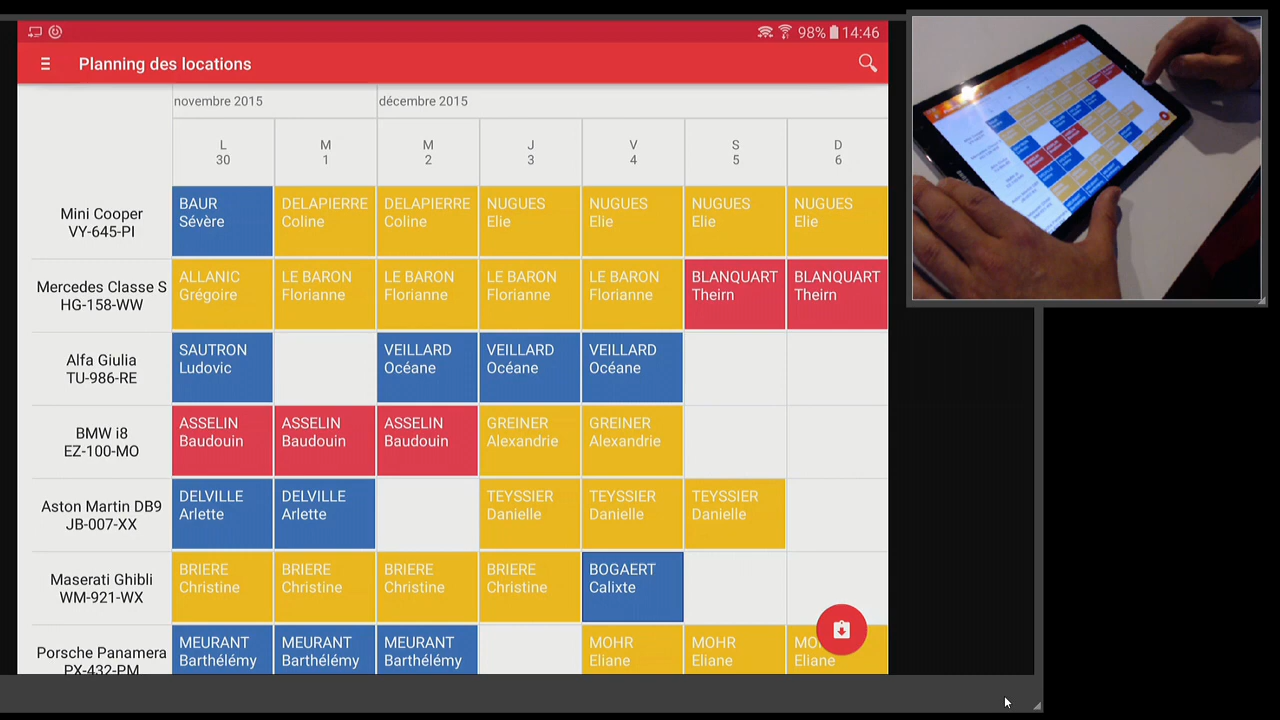 98% 14:46
Planning des locations
novembre 2015 décembre 2015
L M M J V S D
30 1 2 3 4 5 6
Mini Cooper
VY-645-PI
BAUR DELAPIERRE DELAPIERRE NUGUES NUGUES NUGUES NUGUES
Sévère Coline Coline Elie Elie Elie Elie
Mercedes Classe S
HG-158-WW
ALLANIC LE BARON LE BARON LE BARON LE BARON BLANQUART BLANQUART
Grégoire Florianne Florianne Florianne Florianne Theirn Theirn
Alfa Giulia
TU-986-RE
SAUTRON VEILLARD VEILLARD VEILLARD
Ludovic Océane Océane Océane
BMW i8
EZ-100-MO
ASSELIN ASSELIN ASSELIN GREINER GREINER
Baudouin Baudouin Baudouin Alexandrie Alexandrie
Aston Martin DB9
JB-007-XX
DELVILLE DELVILLE TEYSSIER TEYSSIER TEYSSIER
Arlette Arlette Danielle Danielle Danielle
Maserati Ghibli
WM-921-WX
BRIERE BRIERE BRIERE BRIERE BOGAERT
Christine Christine Christine Christine Calixte
Porsche Panamera
PX-432-PM
MEURANT MEURANT MEURANT MOHR MOHR MO
Barthélémy Barthélémy Barthélémy Eliane Eliane Eliane